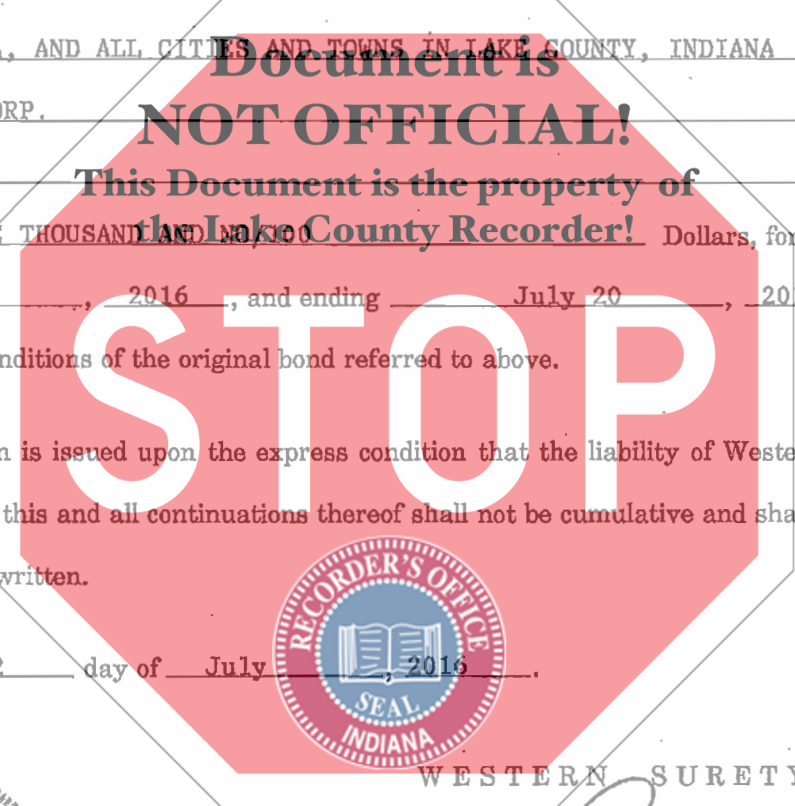 , AND ALL CITIES AND TOWNS IN LAKE COUNTY, INDIANA
Document is
ORP.
NOT OFFICIAL!
This Document is the property of
the Lake County Recorder!
THOUSAND AND NO/100 Dollars, for
, 2016, and ending July 20, 20
nditions of the original bond referred to above.
STOP
n is issued upon the express condition that the liability of Weste
this and all continuations thereof shall not be cumulative and sha
written.
RECORDER'S OFFICE
SEAL
INDIANA
2 day of July, 2016.
WESTERN SURETY